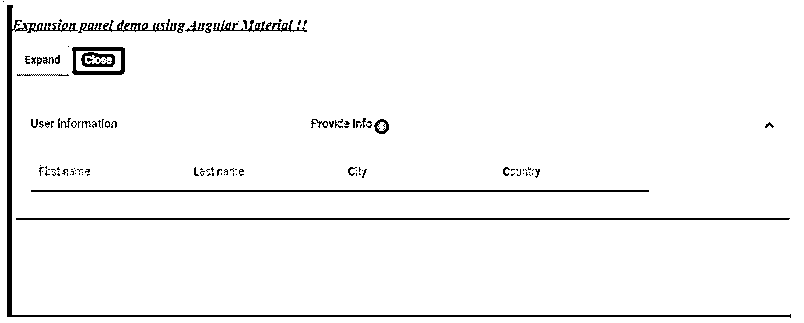 Expansion panel demo using Angular Material !!
Expand Close
User Information Provide Info
First name Last name City Country